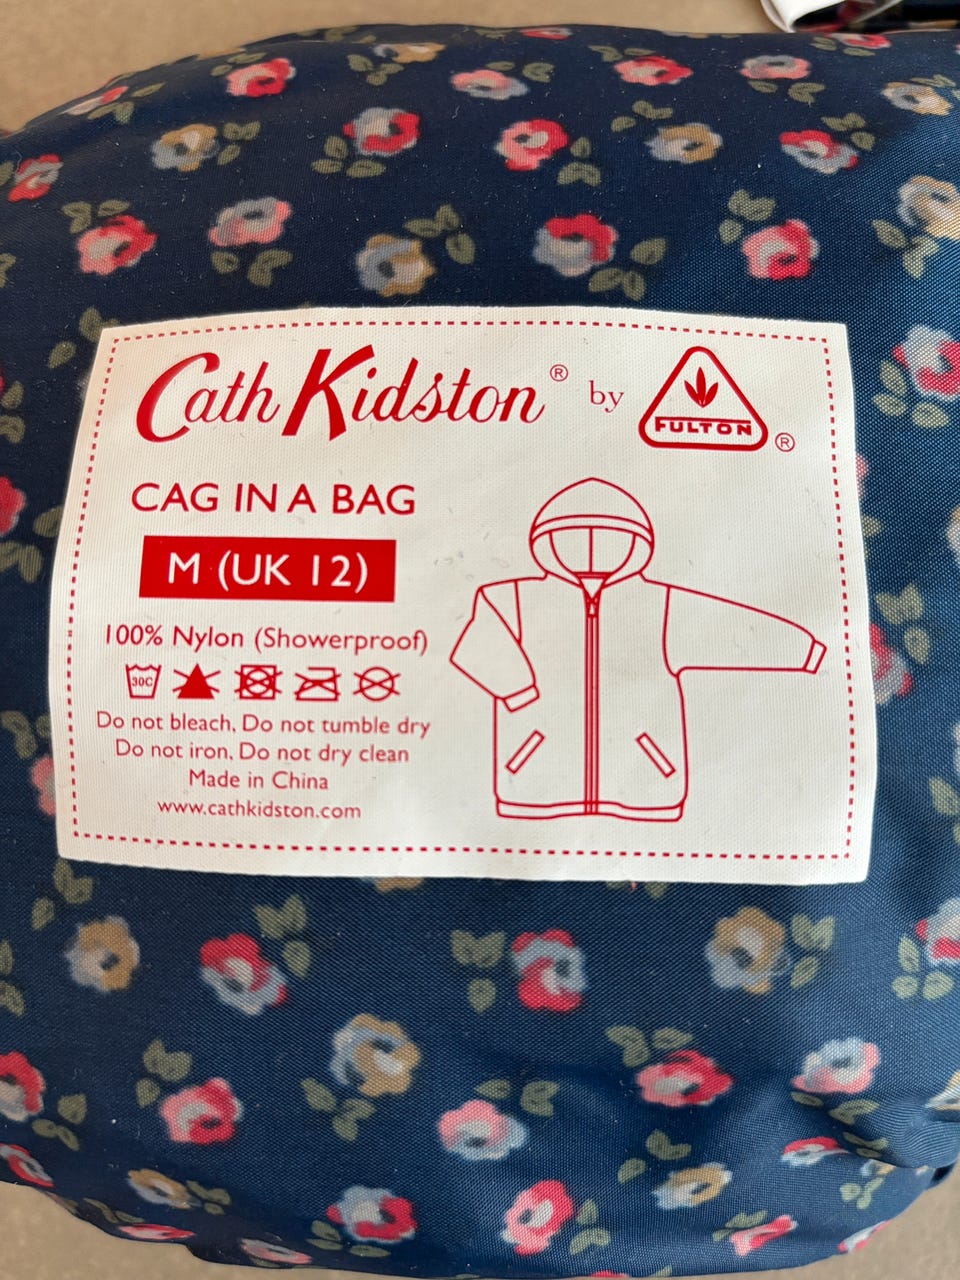 Cath Kidston® by FULTON®
CAG IN A BAG
M (UK 12)
100% Nylon (Showerproof)
30C
Do not bleach, Do not tumble dry
Do not iron, Do not dry clean
Made in China
www.cathkidston.com